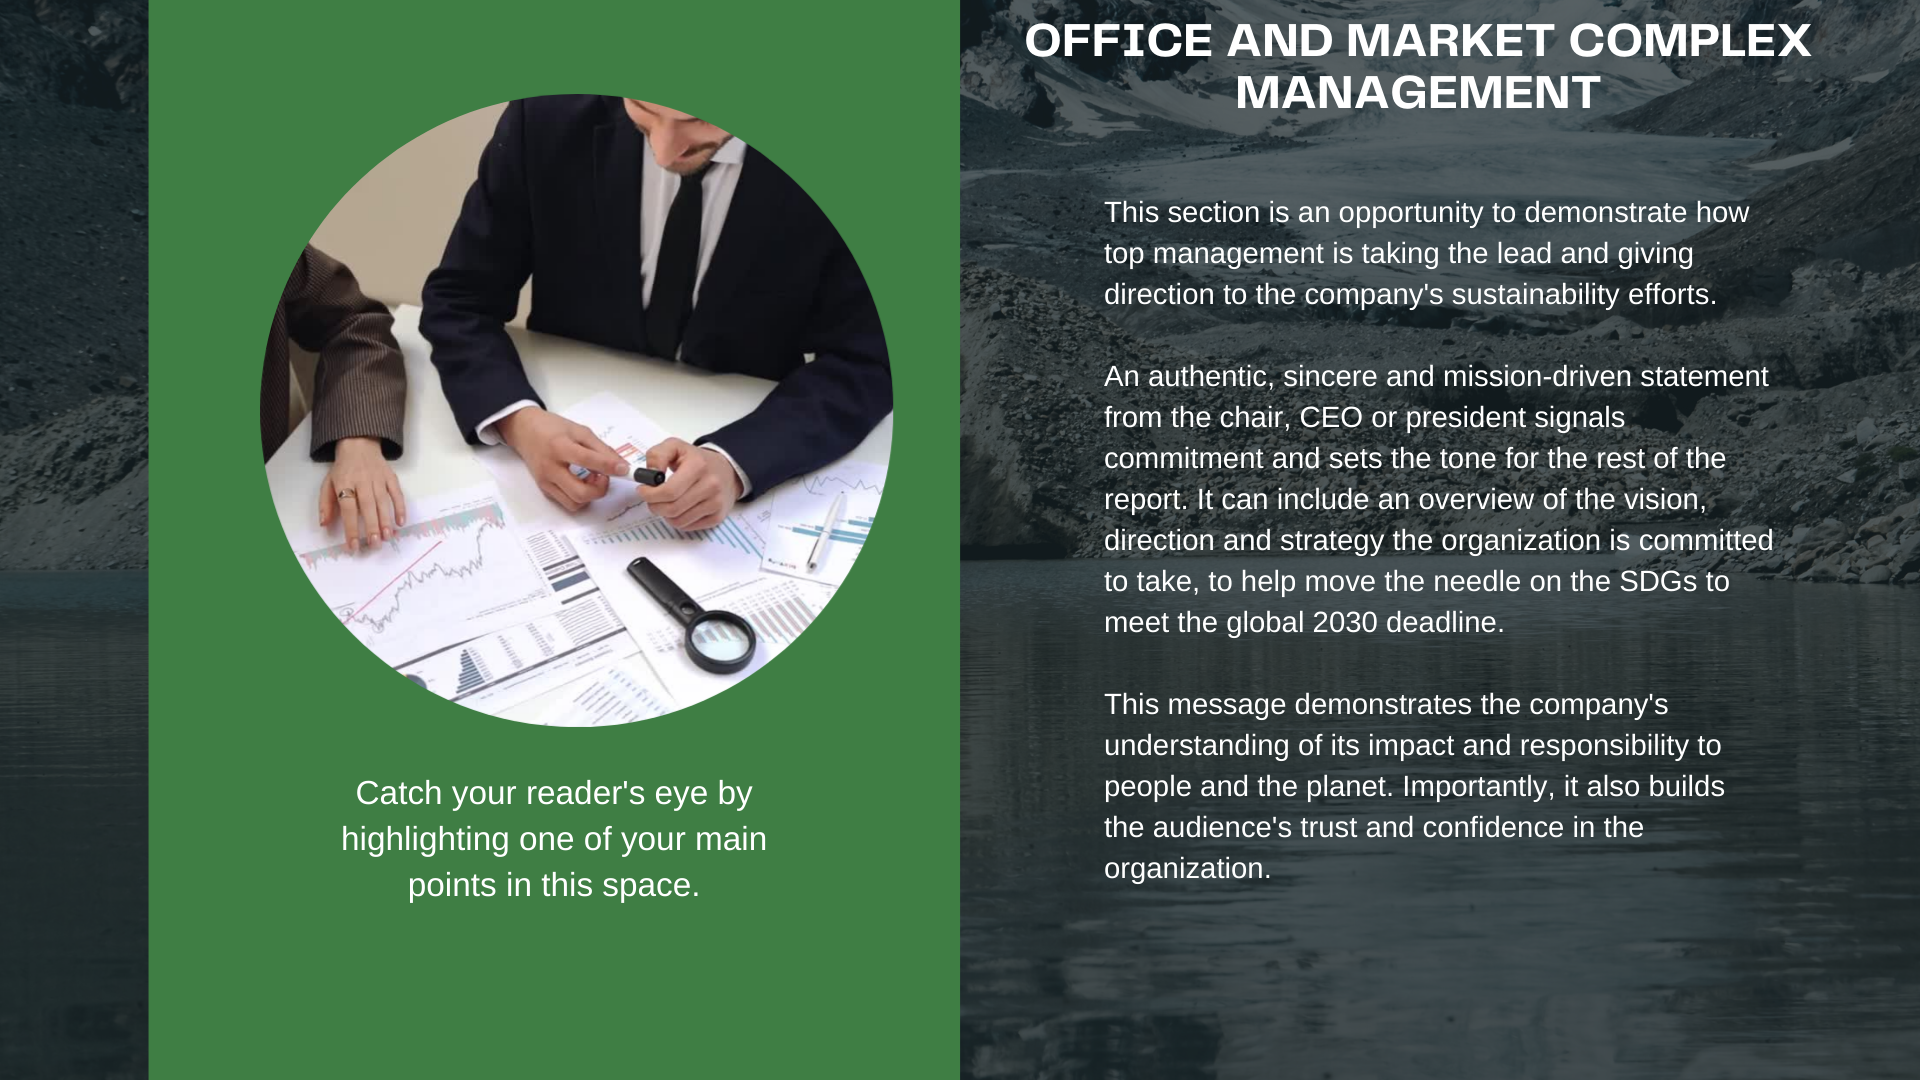 OFFICE AND MARKET COMPLEX
MANAGEMENT
This section is an opportunity to demonstrate how
top management is taking the lead and giving
direction to the company's sustainability efforts.
An authentic, sincere and mission-driven statement
from the chair, CEO or president signals
commitment and sets the tone for the rest of the
report. It can include an overview of the vision,
direction and strategy the organization is committed
to take, to help move the needle on the SDGs to
meet the global 2030 deadline.
This message demonstrates the company's
understanding of its impact and responsibility to
people and the planet. Importantly, it also builds
the audience's trust and confidence in the
organization.
Catch your reader's eye by
highlighting one of your main
points in this space.